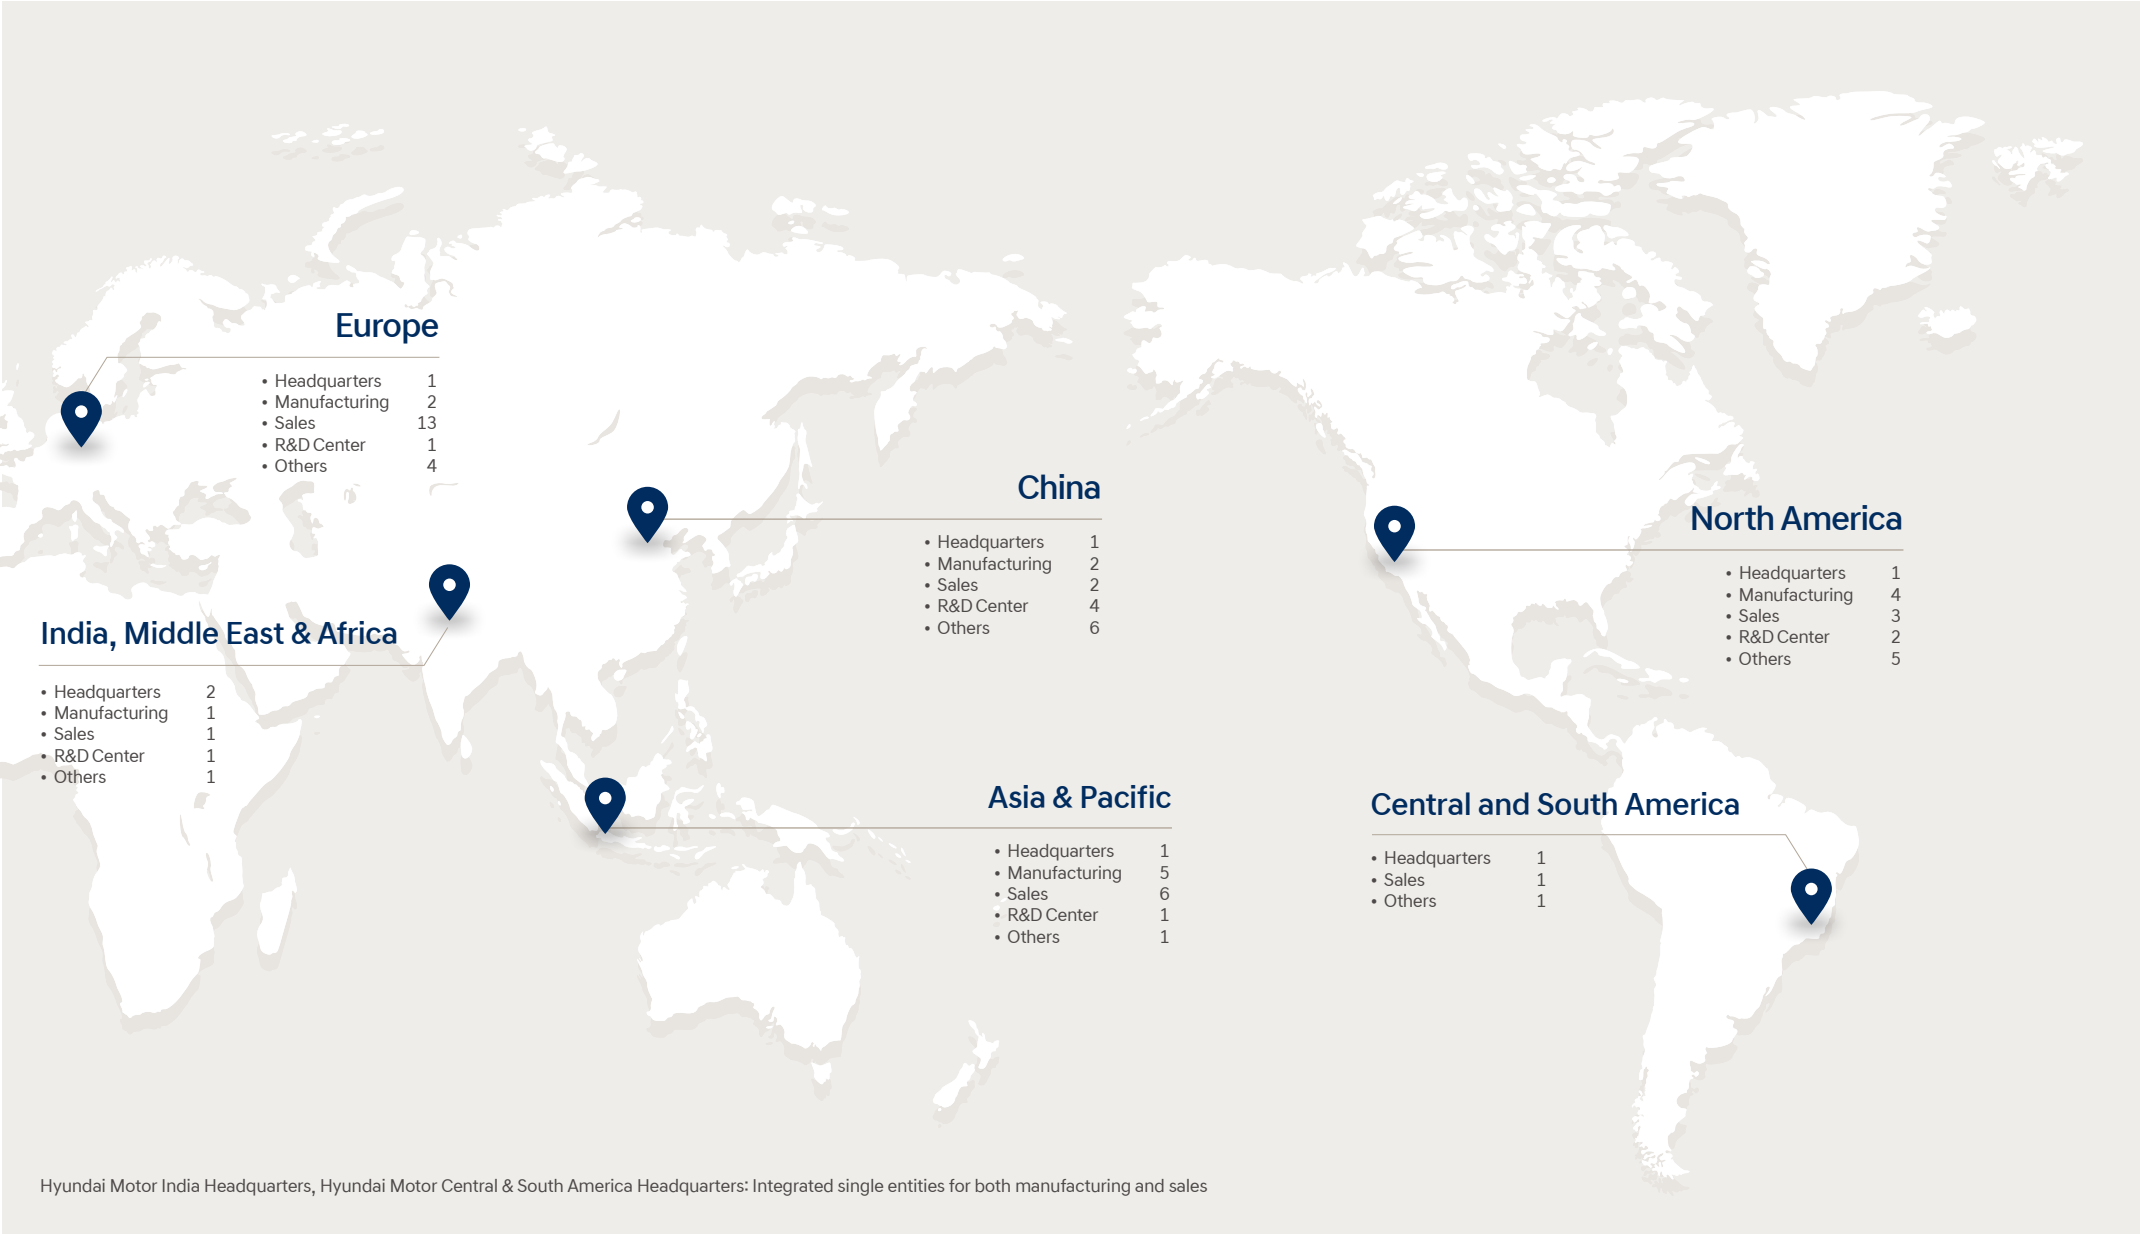 Europe
• Headquarters 1
• Manufacturing 2
• Sales 13
• R&D Center 1
• Others 4
China
• Headquarters 1
• Manufacturing 2
• Sales 2
• R&D Center 4
• Others 6
North America
• Headquarters 1
• Manufacturing 4
• Sales 3
• R&D Center 2
• Others 5
India, Middle East & Africa
• Headquarters 2
• Manufacturing 1
• Sales 1
• R&D Center 1
• Others 1
Asia & Pacific
• Headquarters 1
• Manufacturing 5
• Sales 6
• R&D Center 1
• Others 1
Central and South America
• Headquarters 1
• Sales 1
• Others 1
Hyundai Motor India Headquarters, Hyundai Motor Central & South America Headquarters: Integrated single entities for both manufacturing and sales